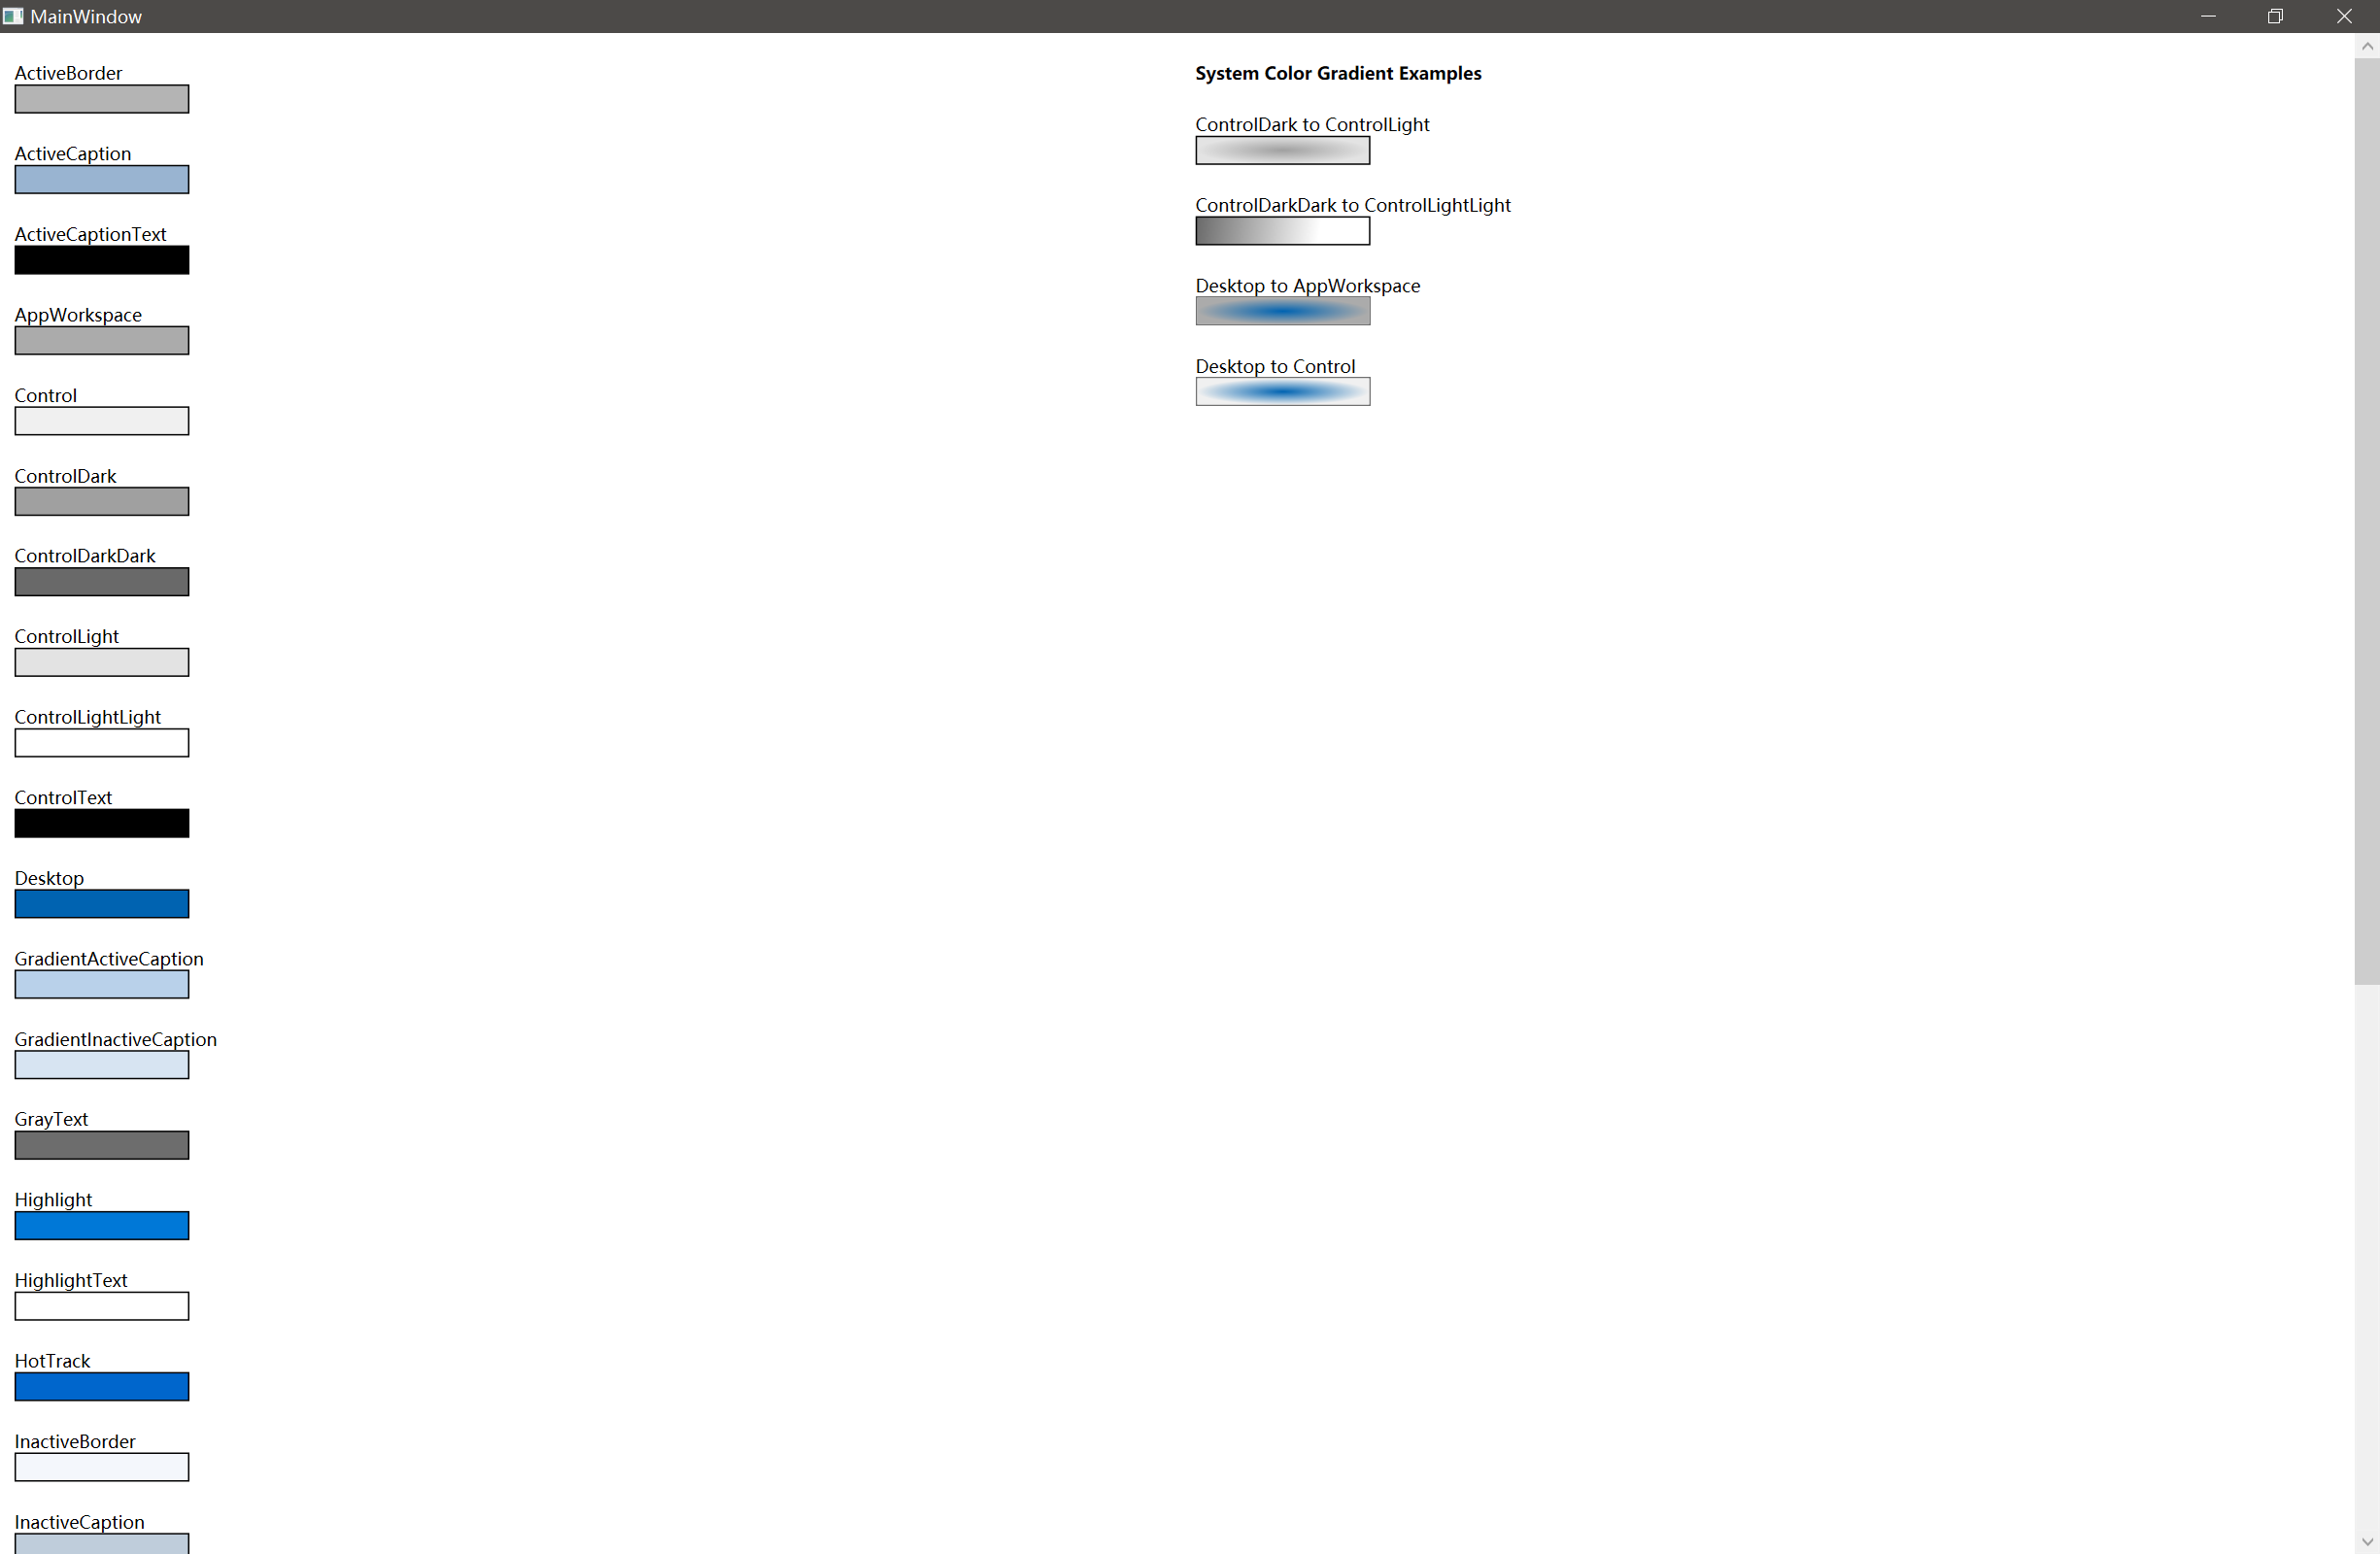 MainWindow
ActiveBorder
ActiveCaption
ActiveCaptionText
AppWorkspace
Control
ControlDark
ControlDarkDark
ControlLight
ControlLightLight
ControlText
Desktop
GradientActiveCaption
GradientInactiveCaption
GrayText
Highlight
HighlightText
HotTrack
InactiveBorder
InactiveCaption
System Color Gradient Examples
ControlDark to ControlLight
ControlDarkDark to ControlLightLight
Desktop to AppWorkspace
Desktop to Control